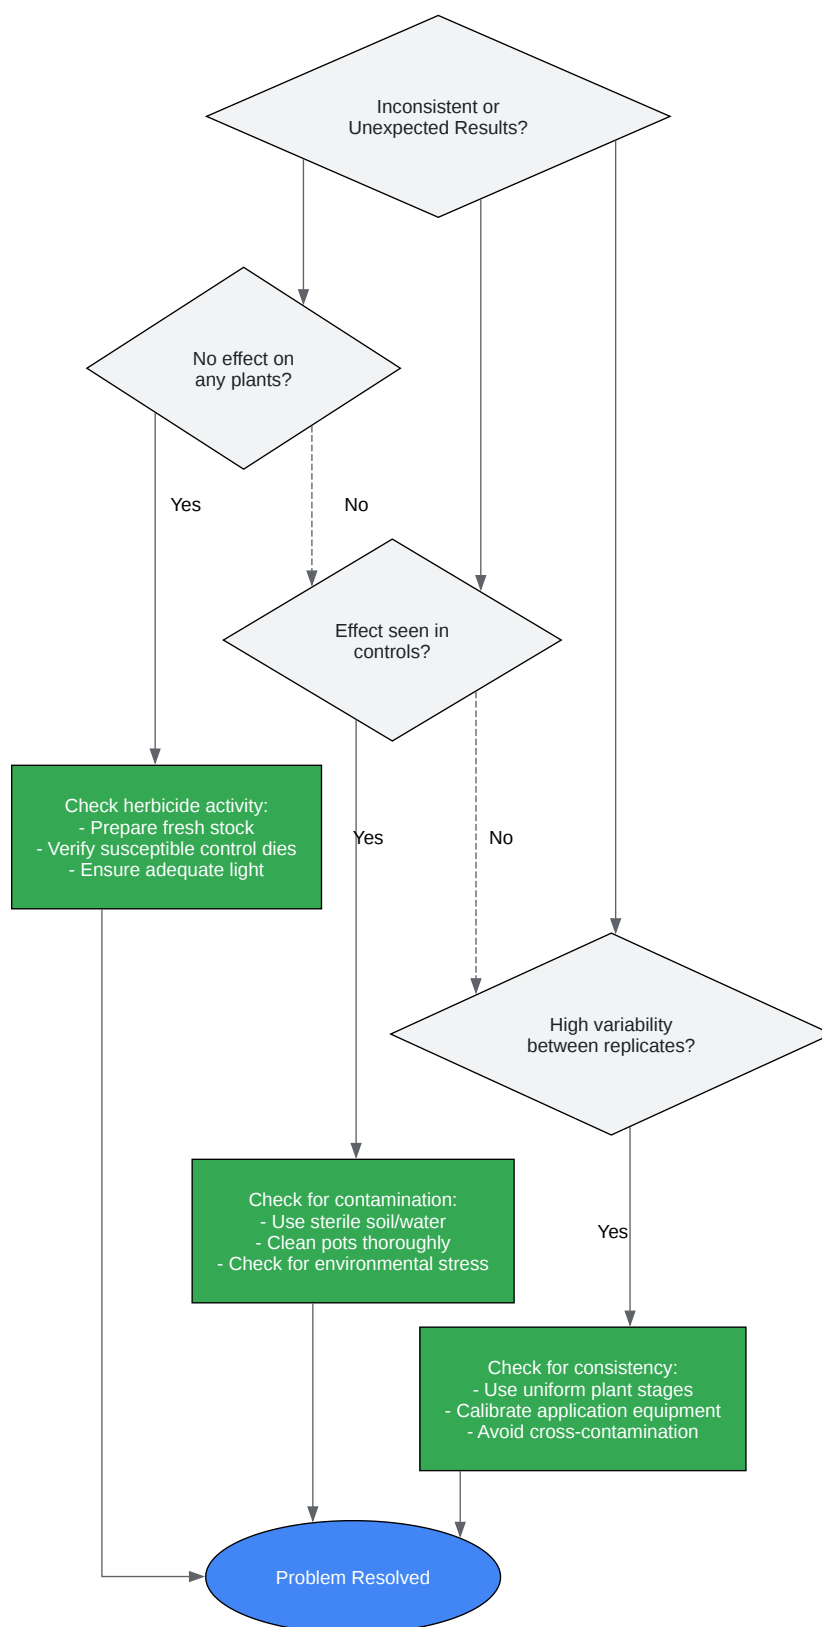 Inconsistent or
Unexpected Results?
No effect on
any plants?
Yes
No
Effect seen in
controls?
Check herbicide activity:
- Prepare fresh stock
- Verify susceptible control dies
- Ensure adequate light
Yes
No
High variability
between replicates?
Check for contamination:
- Use sterile soil/water
- Clean pots thoroughly
- Check for environmental stress
Yes
Check for consistency:
- Use uniform plant stages
- Calibrate application equipment
- Avoid cross-contamination
Problem Resolved